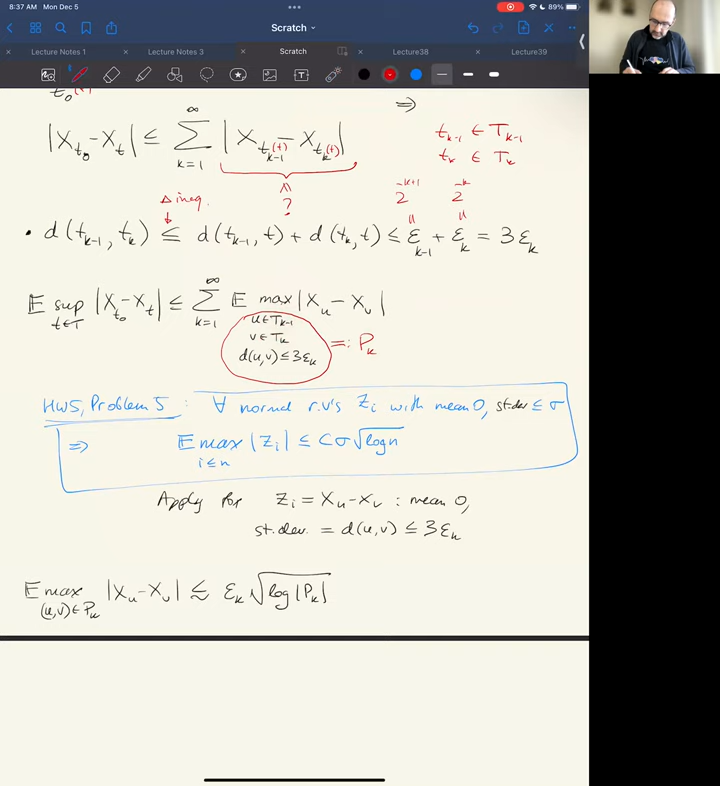 8:37 AM Mon Dec 5
89%
Scratch
Lecture Notes 1
Lecture Notes 3
Scratch
Lecture38
Lecture39
t₀(t)
⇒
|X_{t₀} - X_t| ≤ ∑_{k=1}^{∞} |X_{t_{k-1}(t)} - X_{t_k(t)}|
t_{k-1} ∈ T_{k-1}
t_k ∈ T_k
Δ ineq.
?
2^{-k+1} 2^{-k}
• d(t_{k-1}, t_k) ≤ d(t_{k-1}, t) + d(t_k, t) ≤ ε_{k-1} + ε_k = 3ε_k
E sup_{t∈T} |X_{t₀} - X_t| ≤ ∑_{k=1}^{∞} E max |X_u - X_v|
u ∈ T_{k-1}
v ∈ T_k
d(u,v) ≤ 3ε_k
=: P_k
HW5, Problem 5: ∀ normal r.v's Z_i with mean 0, st.dev ≤ σ
⇒ E max_{i≤n} |Z_i| ≤ Cσ√log n
Apply for Z_i = X_u - X_v : mean 0,
st.dev. = d(u,v) ≤ 3ε_k
E max_{(u,v)∈P_k} |X_u - X_v| ≲ ε_k √log|P_k|